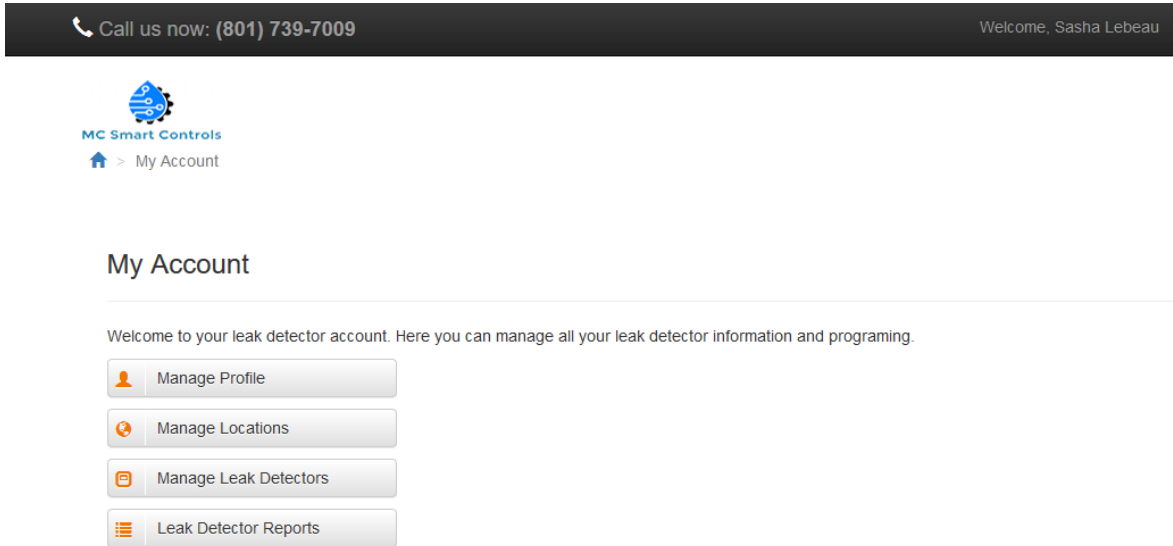 Call us now: (801) 739-7009
Welcome, Sasha Lebeau
MC Smart Controls
> My Account
My Account
Welcome to your leak detector account. Here you can manage all your leak detector information and programing.
Manage Profile
Manage Locations
Manage Leak Detectors
Leak Detector Reports